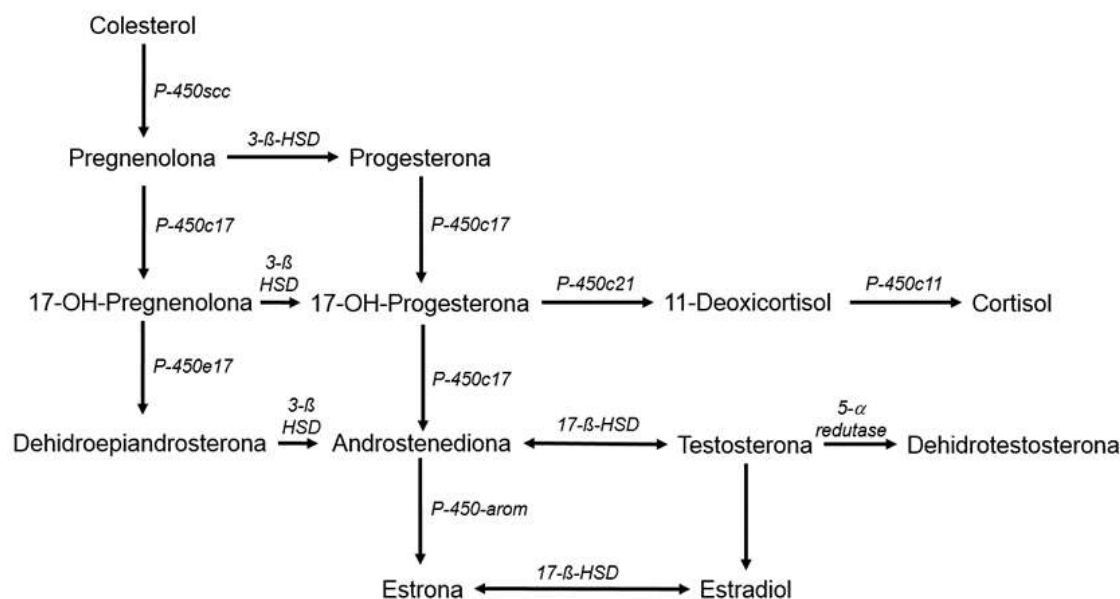 Colesterol
P-450scc
3-ß-HSD
Pregnenolona
Progesterona
P-450c17
P-450c17
3-ß
HSD
17-OH-Pregnenolona
17-OH-Progesterona
P-450c21
11-Deoxicortisol
P-450c11
Cortisol
P-450e17
P-450c17
3-ß
HSD
Dehidroepiandrosterona
Androstenediona
17-ß-HSD
Testosterona
5-α
redutase
Dehidrotestosterona
P-450-arom
Estrona
17-ß-HSD
Estradiol